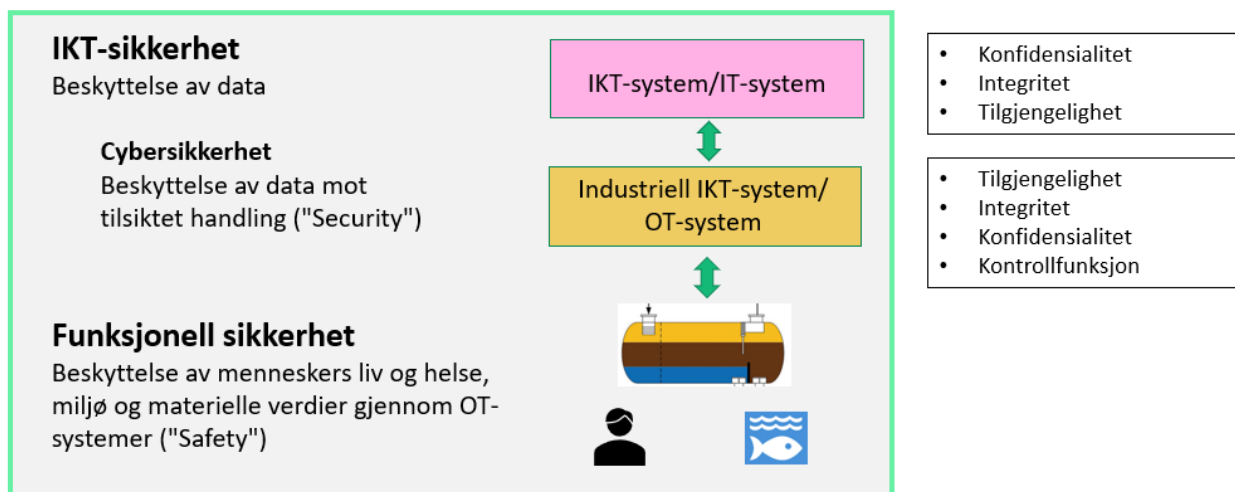 IKT-sikkerhet
Beskyttelse av data
Cybersikkerhet
Beskyttelse av data mot
tilsiktet handling ("Security")
Funksjonell sikkerhet
Beskyttelse av menneskers liv og helse,
miljø og materielle verdier gjennom OT-
systemer ("Safety")
IKT-system/IT-system
Industriell IKT-system/
OT-system
• Konfidensialitet
• Integritet
• Tilgjengelighet
• Tilgjengelighet
• Integritet
• Konfidensialitet
• Kontrollfunksjon